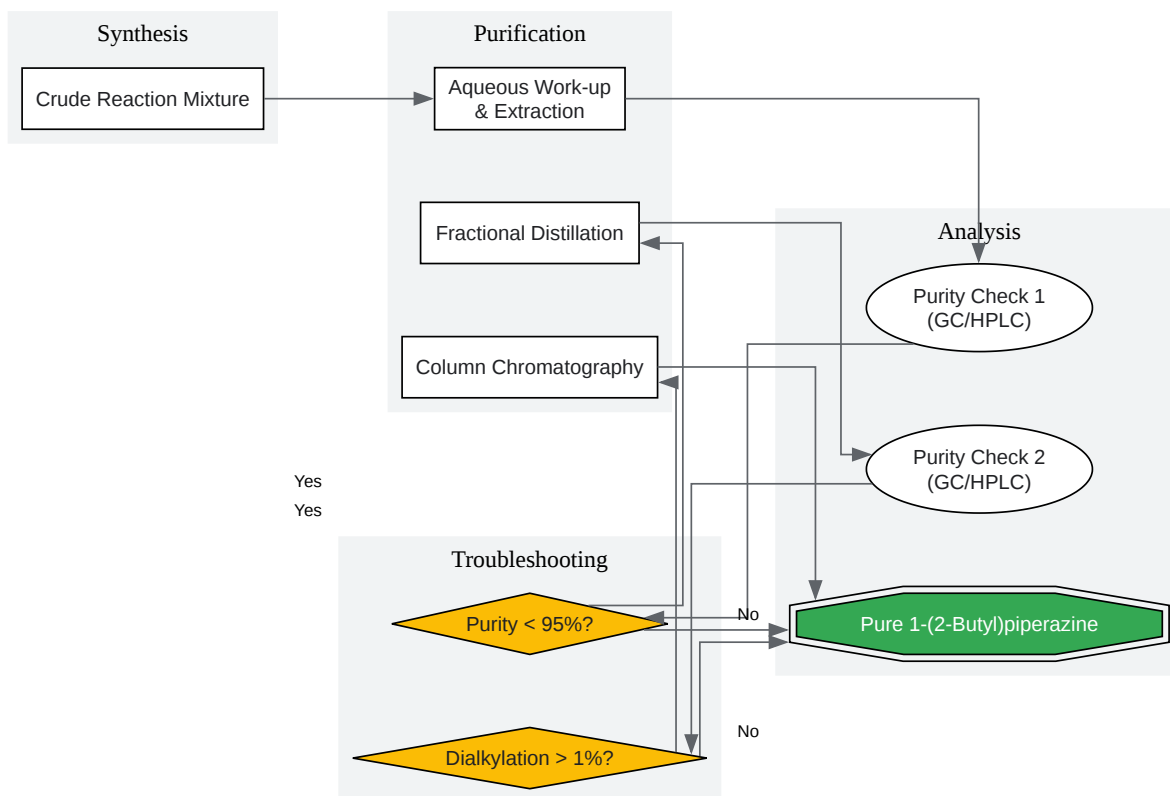 Synthesis
Crude Reaction Mixture
Purification
Aqueous Work-up
& Extraction
Fractional Distillation
Column Chromatography
Analysis
Purity Check 1
(GC/HPLC)
Purity Check 2
(GC/HPLC)
Pure 1-(2-Butyl)piperazine
Yes
Yes
Troubleshooting
Purity < 95%?
No
Dialkylation > 1%?
No